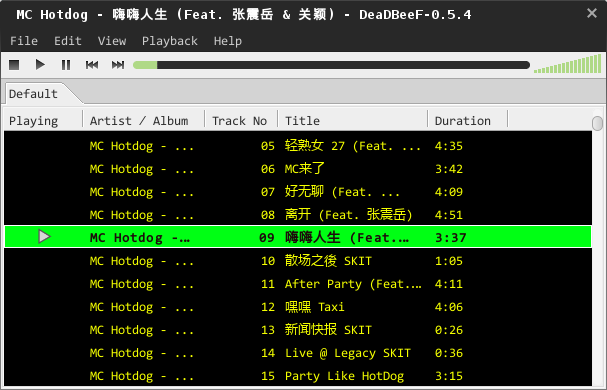 MC Hotdog - 嗨嗨人生 (Feat. 张震岳 & 关颖) - DeaDBeeF-0.5.4
File Edit View Playback Help
Default
Playing Artist / Album Track No Title Duration
MC Hotdog - ... 05 轻熟女 27 (Feat. ... 4:35
MC Hotdog - ... 06 MC来了 3:42
MC Hotdog - ... 07 好无聊 (Feat. ... 4:09
MC Hotdog - ... 08 离开 (Feat. 张震岳) 4:51
MC Hotdog -... 09 嗨嗨人生 (Feat.... 3:37
MC Hotdog - ... 10 散场之後 SKIT 1:05
MC Hotdog - ... 11 After Party (Feat.... 4:11
MC Hotdog - ... 12 嘿嘿 Taxi 4:06
MC Hotdog - ... 13 新闻快报 SKIT 0:26
MC Hotdog - ... 14 Live @ Legacy SKIT 0:36
MC Hotdog - ... 15 Party Like HotDog 3:15